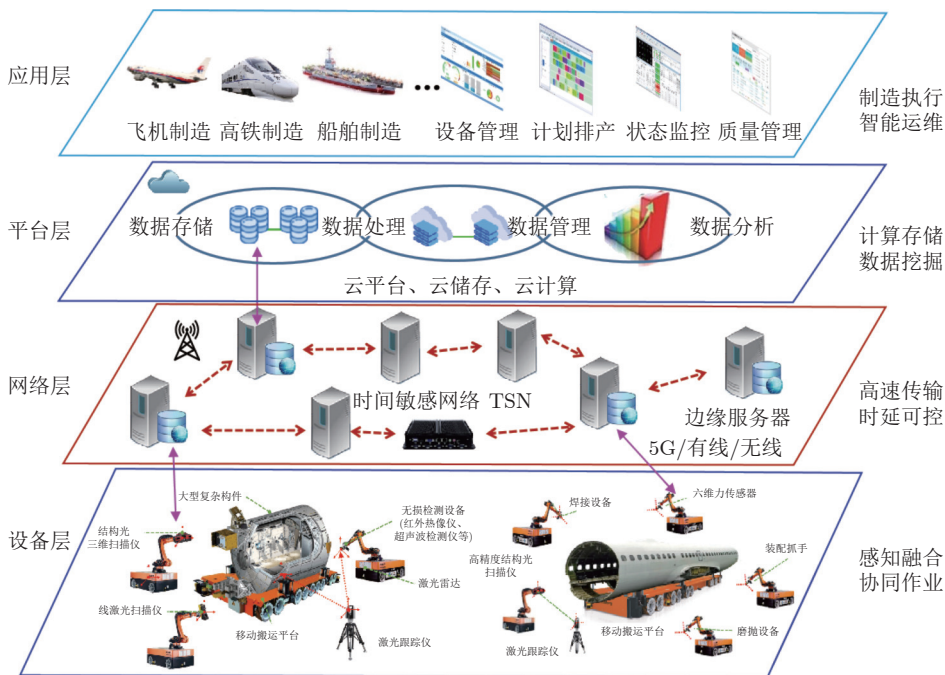 应用层
飞机制造 高铁制造 船舶制造 ••• 设备管理 计划排产 状态监控 质量管理
制造执行
智能运维
平台层
数据存储 数据处理 数据管理 数据分析
云平台、云储存、云计算
计算存储
数据挖掘
网络层
时间敏感网络 TSN
边缘服务器
5G/有线/无线
高速传输
时延可控
设备层
大型复杂构件
结构光
三维扫描仪
线激光扫描仪
移动搬运平台
无损检测设备
(红外热像仪、
超声波检测仪等)
激光雷达
激光跟踪仪
焊接设备
六维力传感器
高精度结构光
扫描仪
装配抓手
激光跟踪仪
移动搬运平台
磨抛设备
感知融合
协同作业